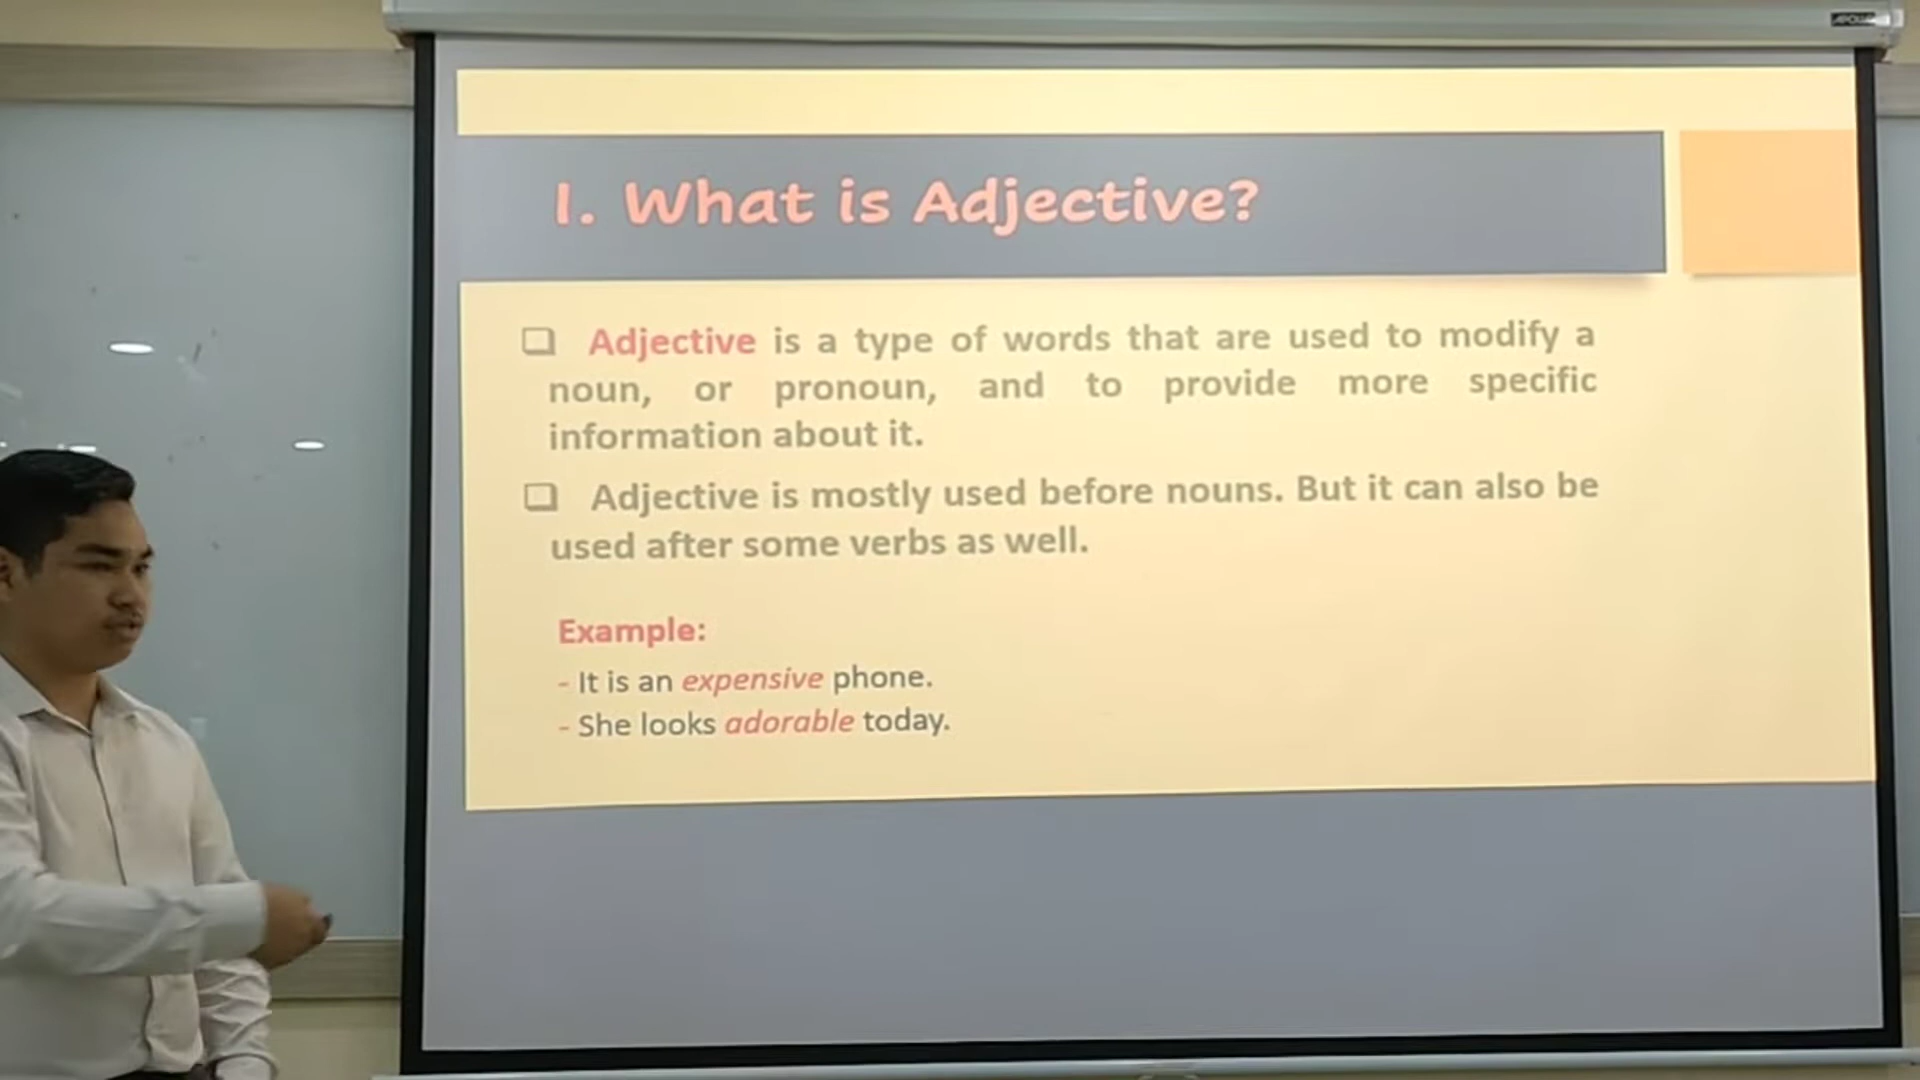 APOLLO
I. What is Adjective?
❑ Adjective is a type of words that are used to modify a
noun, or pronoun, and to provide more specific
information about it.
❑ Adjective is mostly used before nouns. But it can also be
used after some verbs as well.
Example:
- It is an expensive phone.
- She looks adorable today.